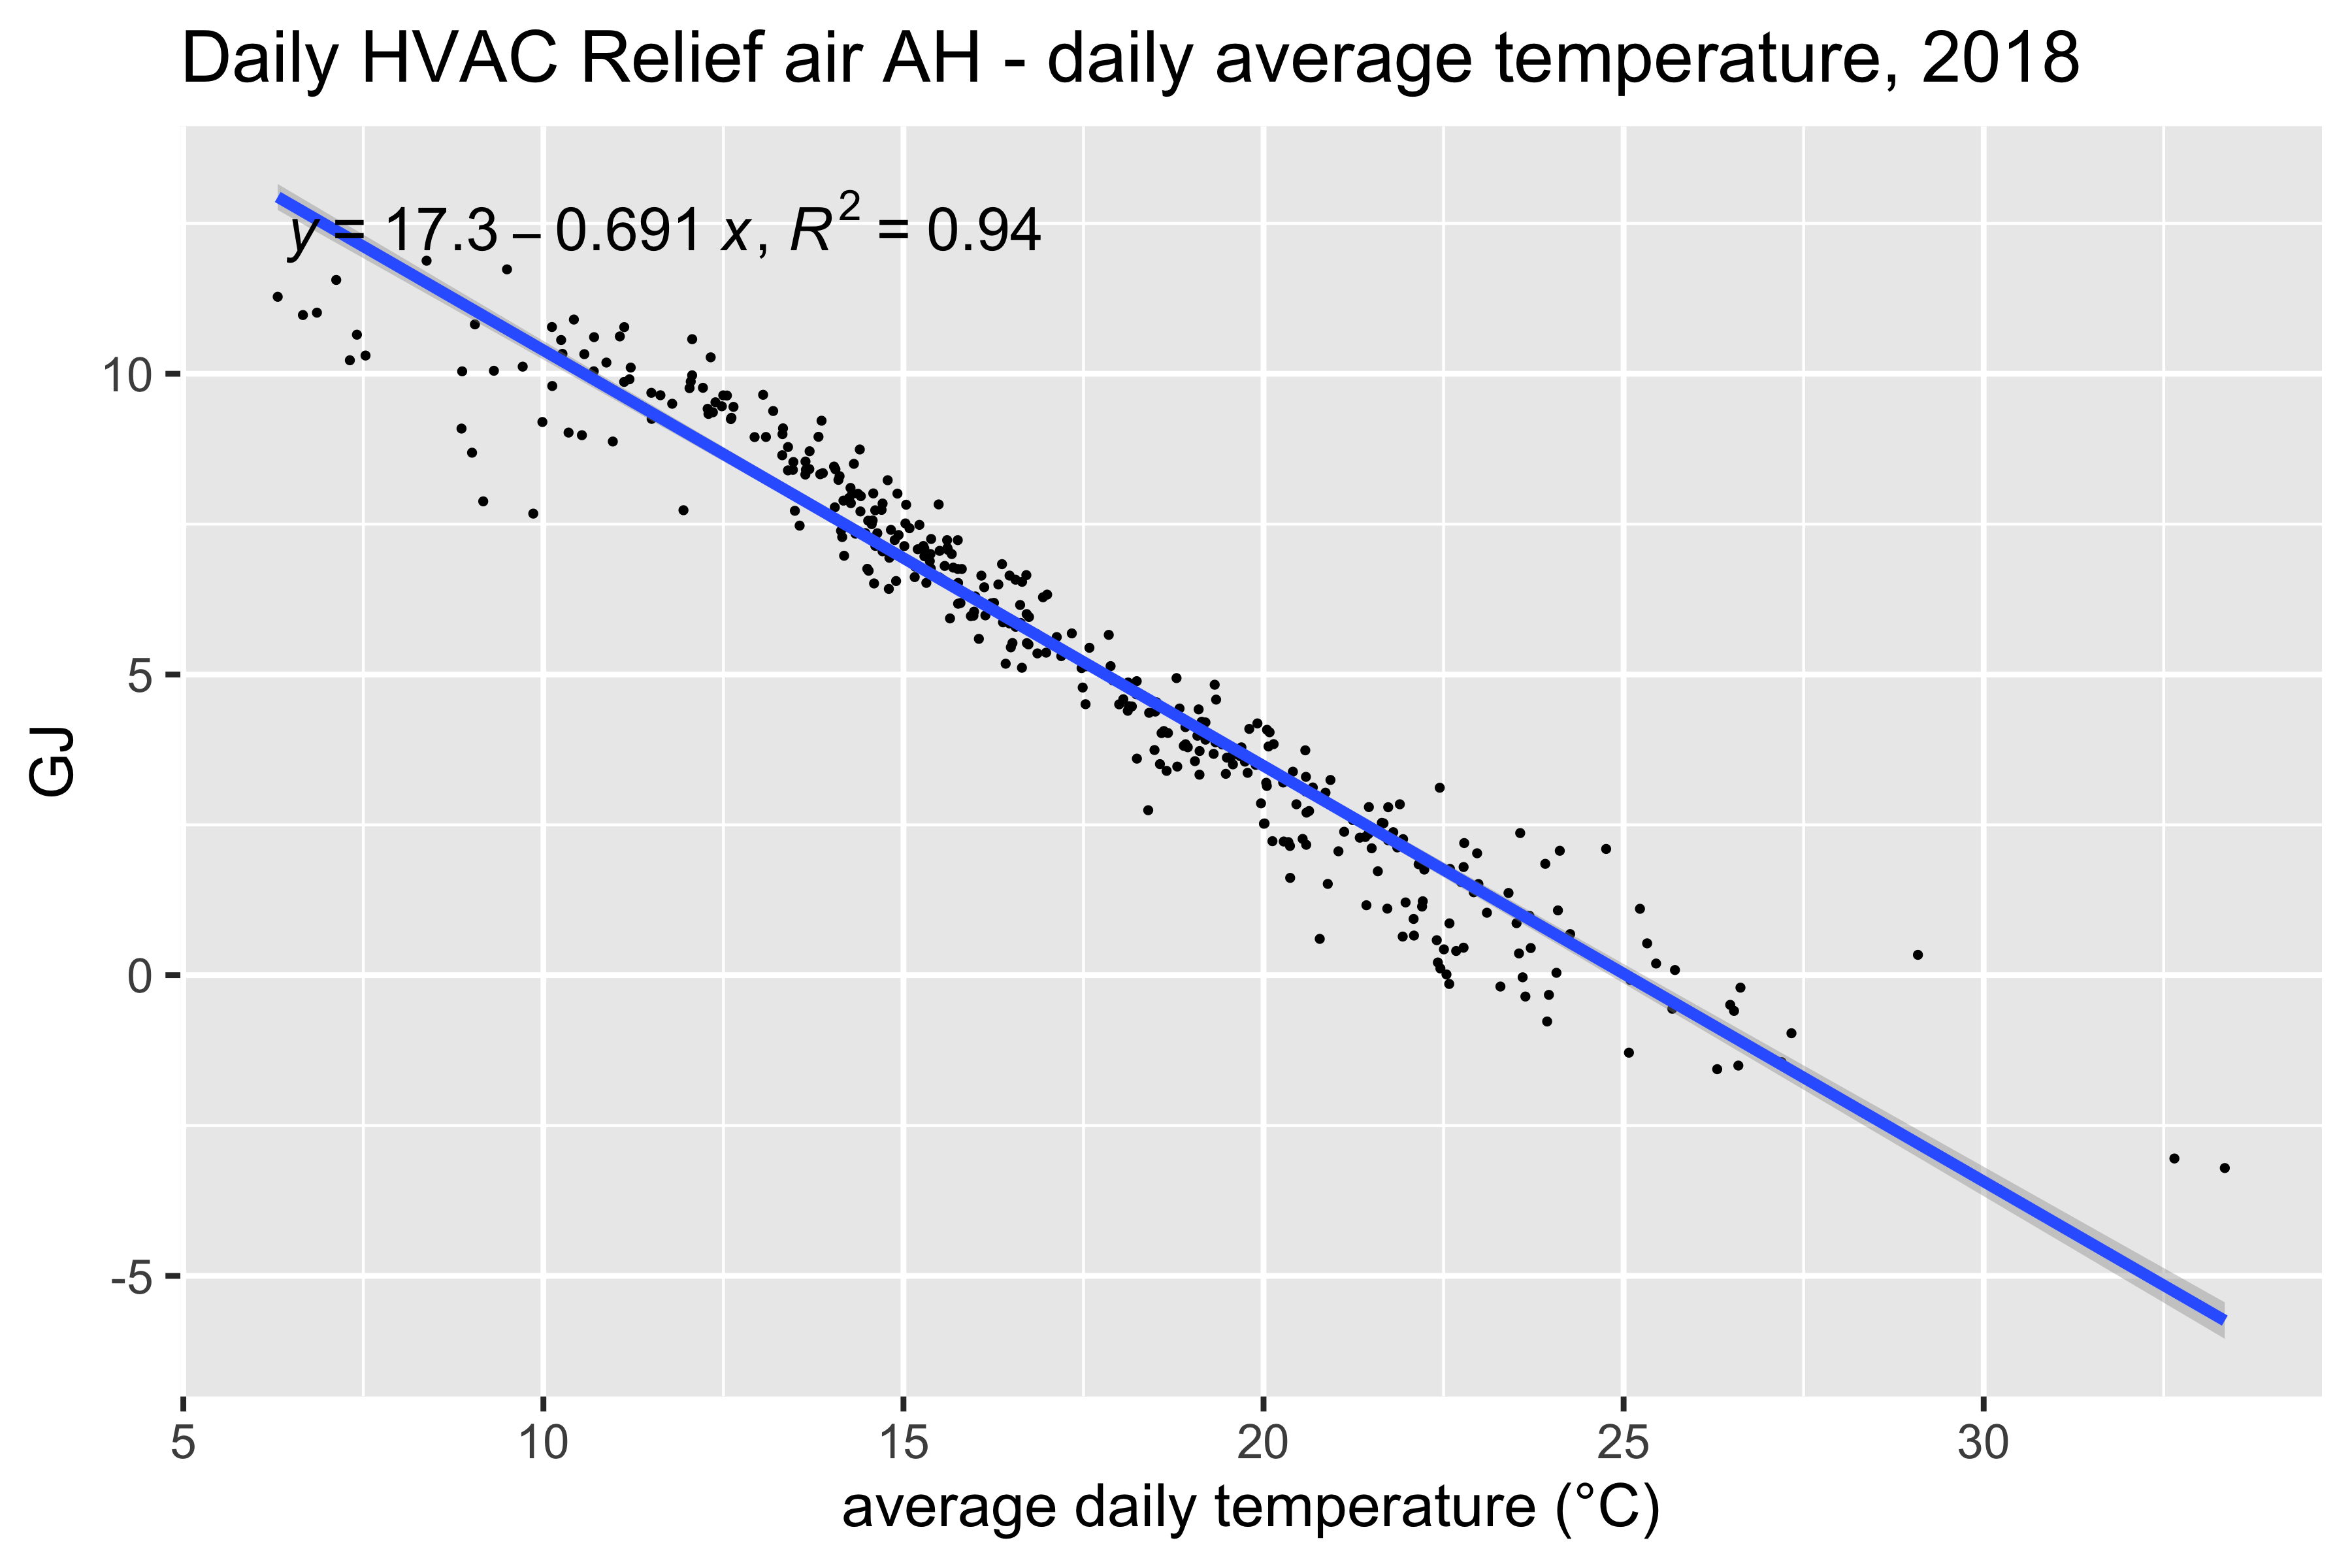 Daily HVAC Relief air AH - daily average temperature, 2018
y = 17.3 – 0.691 x, R² = 0.94
10
5
0
-5
GJ
5 10 15 20 25 30
average daily temperature (°C)